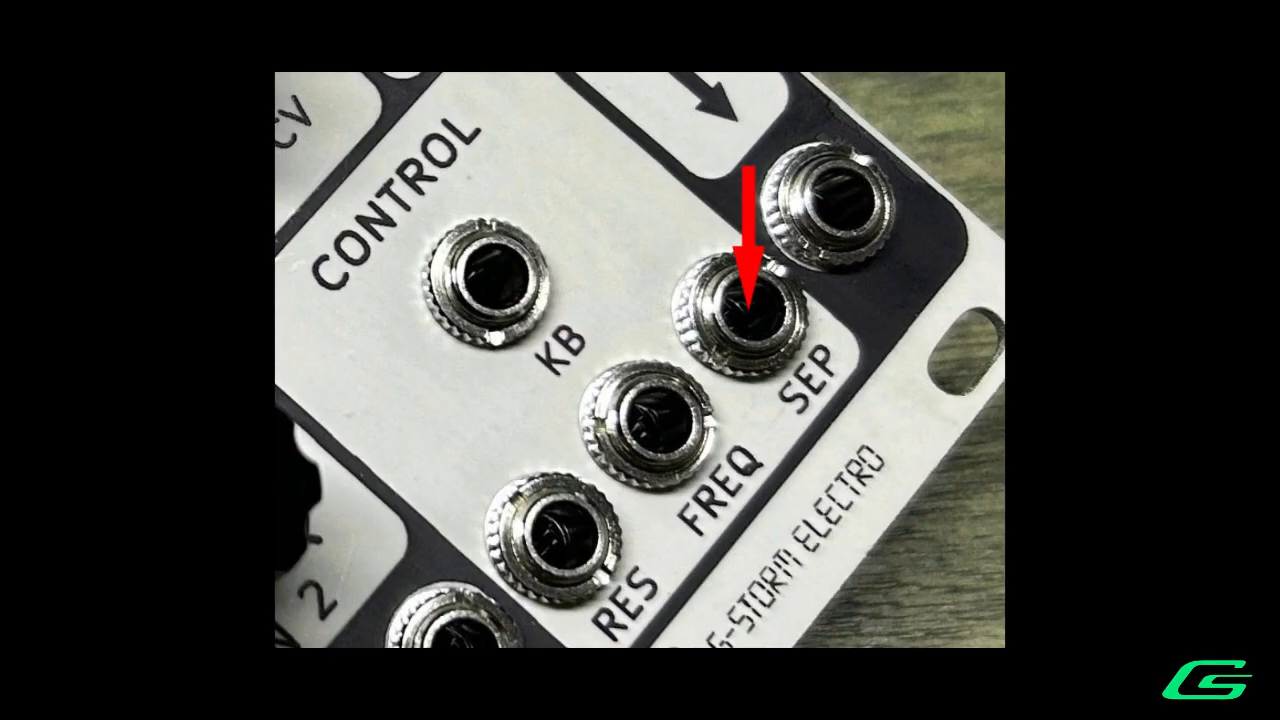 CV
CONTROL
KB
SEP
FREQ
RES
2
G-STORM ELECTRO